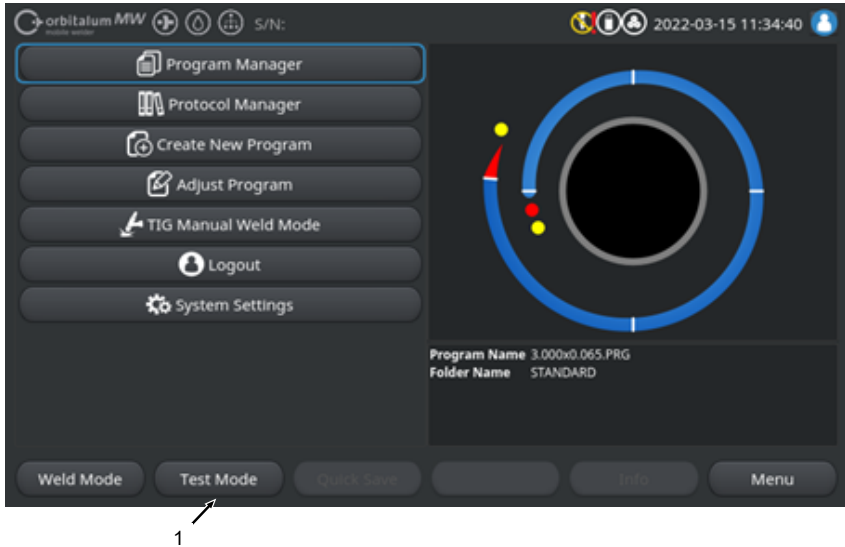 orbitalum MW
mobile welder
S/N:
2022-03-15 11:34:40
Program Manager
Protocol Manager
Create New Program
Adjust Program
TIG Manual Weld Mode
Logout
System Settings
Program Name 3.000x0.065.PRG
Folder Name STANDARD
Weld Mode
Test Mode
Quick Save
Info
Menu
1